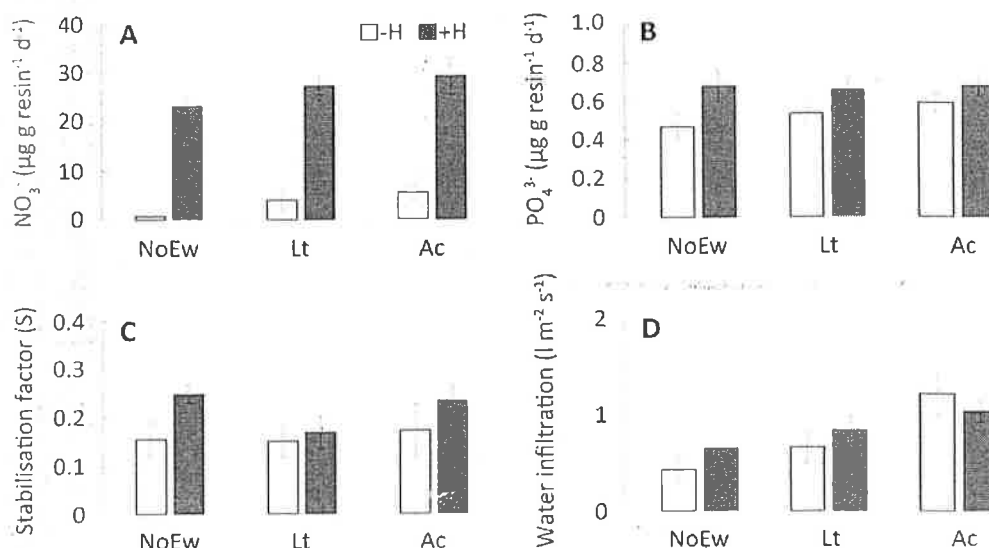 A
-H +H
NO₃⁻ (µg g resin⁻¹ d⁻¹)
40
30
20
10
0
NoEw Lt Ac
B
PO₄³⁻ (µg g resin⁻¹ d⁻¹)
1.0
0.8
0.6
0.4
0.2
0
NoEw Lt Ac
C
Stabilisation factor (S)
0.4
0.3
0.2
0.1
0
NoEw Lt Ac
D
Water infiltration (l m⁻² s⁻¹)
2
1
0
NoEw Lt Ac